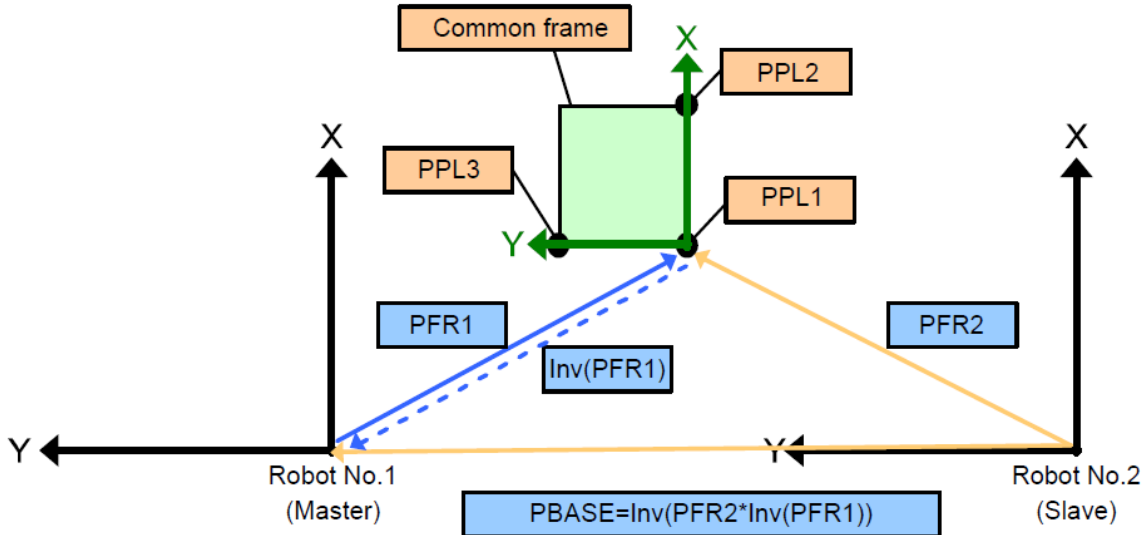 Common frame
X
PPL2
X
X
PPL3
PPL1
Y
PFR1
PFR2
Inv(PFR1)
Y
Y
Robot No.1
(Master)
Robot No.2
(Slave)
PBASE=Inv(PFR2*Inv(PFR1))